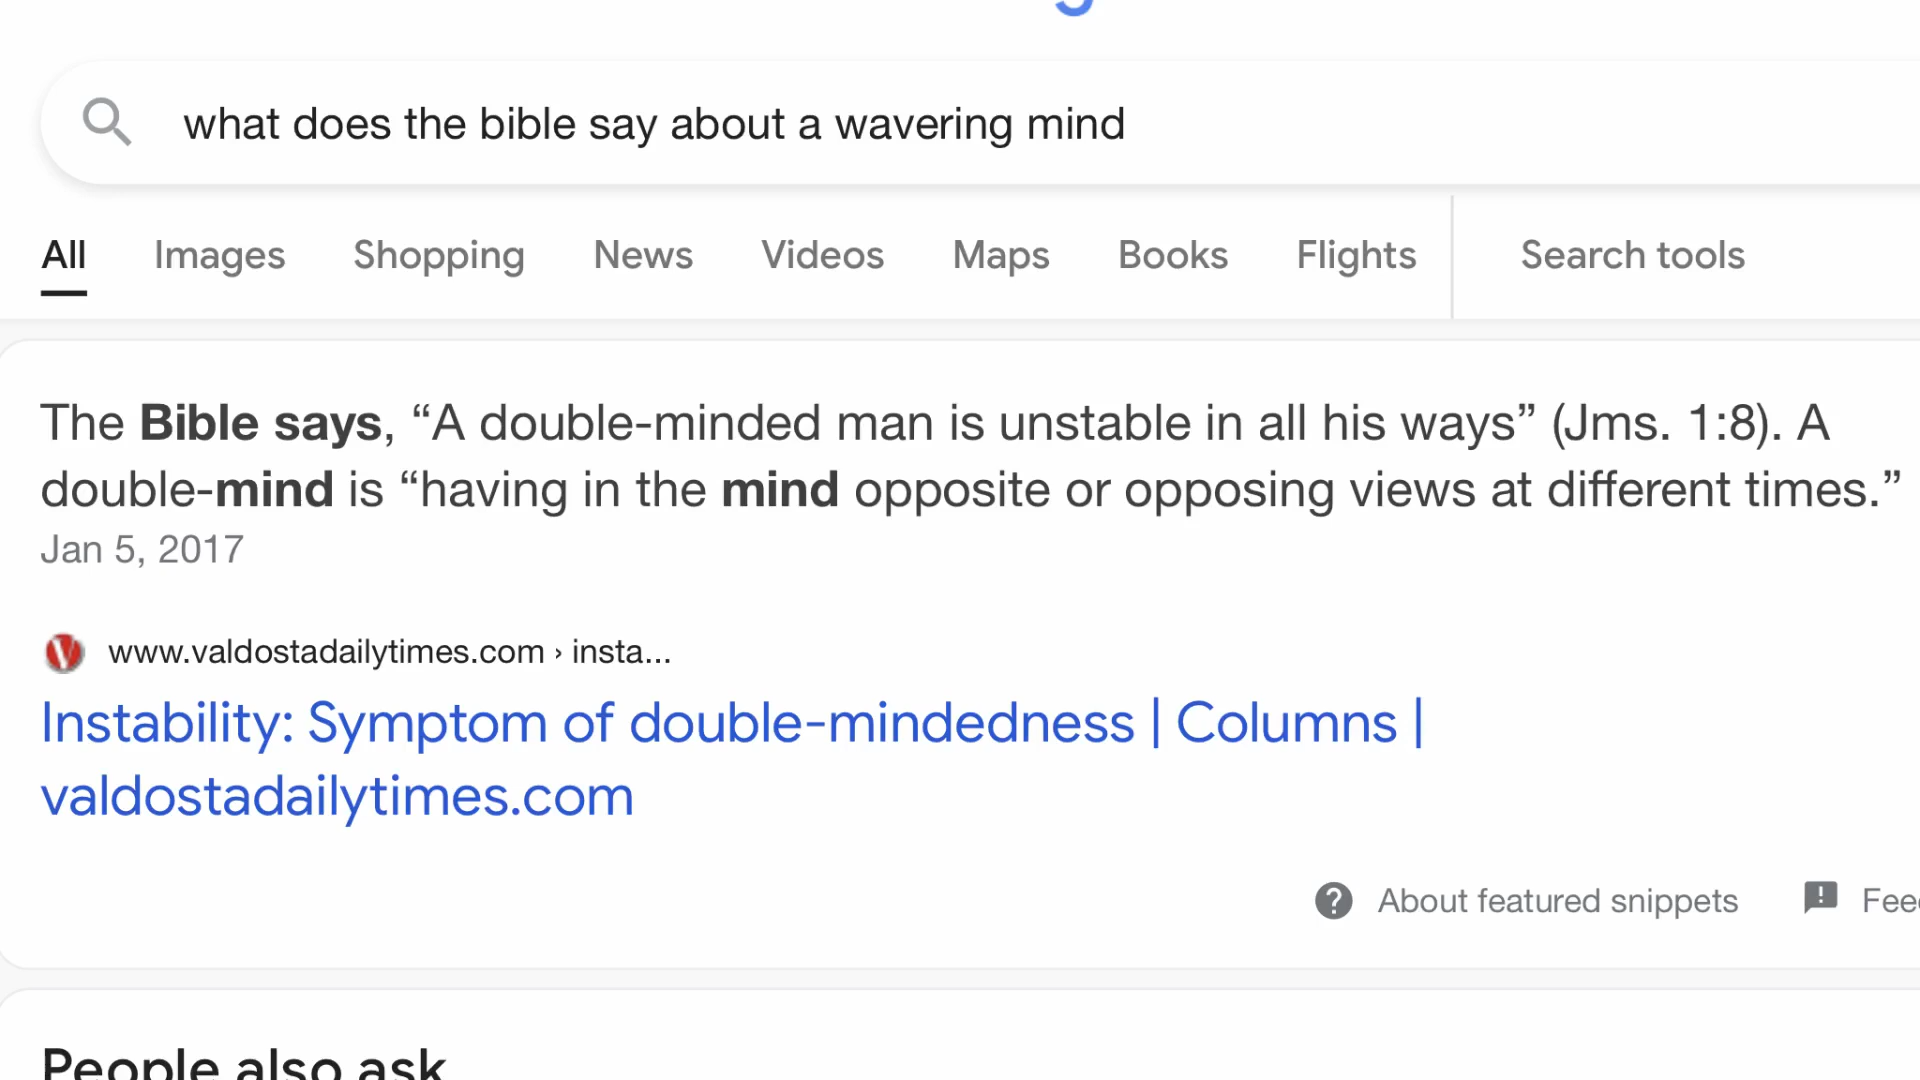 what does the bible say about a wavering mind
All Images Shopping News Videos Maps Books Flights Search tools
The Bible says, “A double-minded man is unstable in all his ways” (Jms. 1:8). A
double-mind is “having in the mind opposite or opposing views at different times.”
Jan 5, 2017
www.valdostadailytimes.com › insta...
Instability: Symptom of double-mindedness | Columns |
valdostadailytimes.com
About featured snippets
People also ask